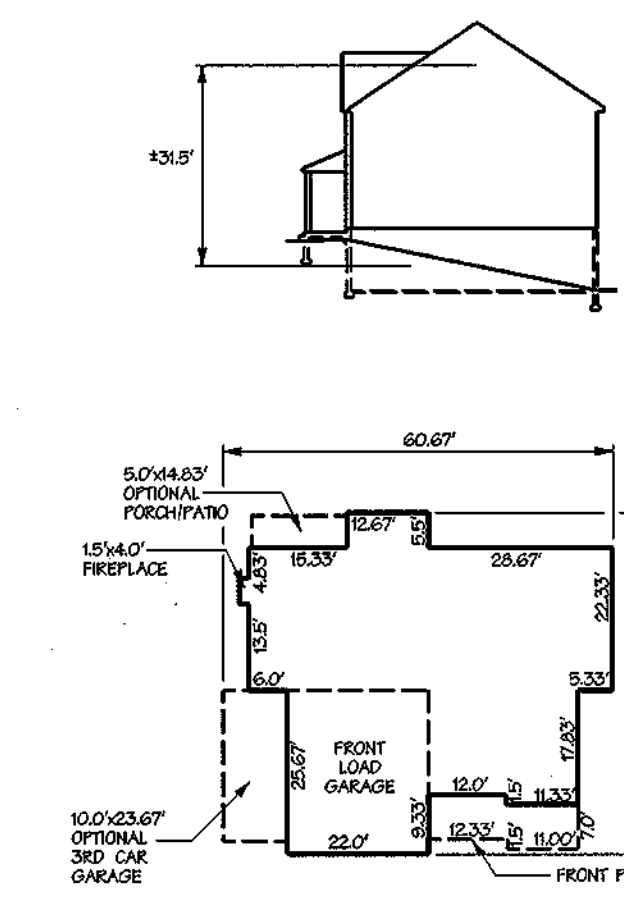 ±31.5'
60.67'
5.0'x14.83'
OPTIONAL
PORCH/PATIO
12.67'
5.5'
1.5'x4.0'
FIREPLACE
15.33'
28.67'
4.83'
22.33'
13.5'
6.0'
5.33'
17.83'
25.67'
FRONT
LOAD
GARAGE
12.0'
1.5'
11.33'
10.0'x23.67'
OPTIONAL
3RD CAR
GARAGE
9.33'
12.33'
1.5'
11.00'
7.0'
22.0'
FRONT